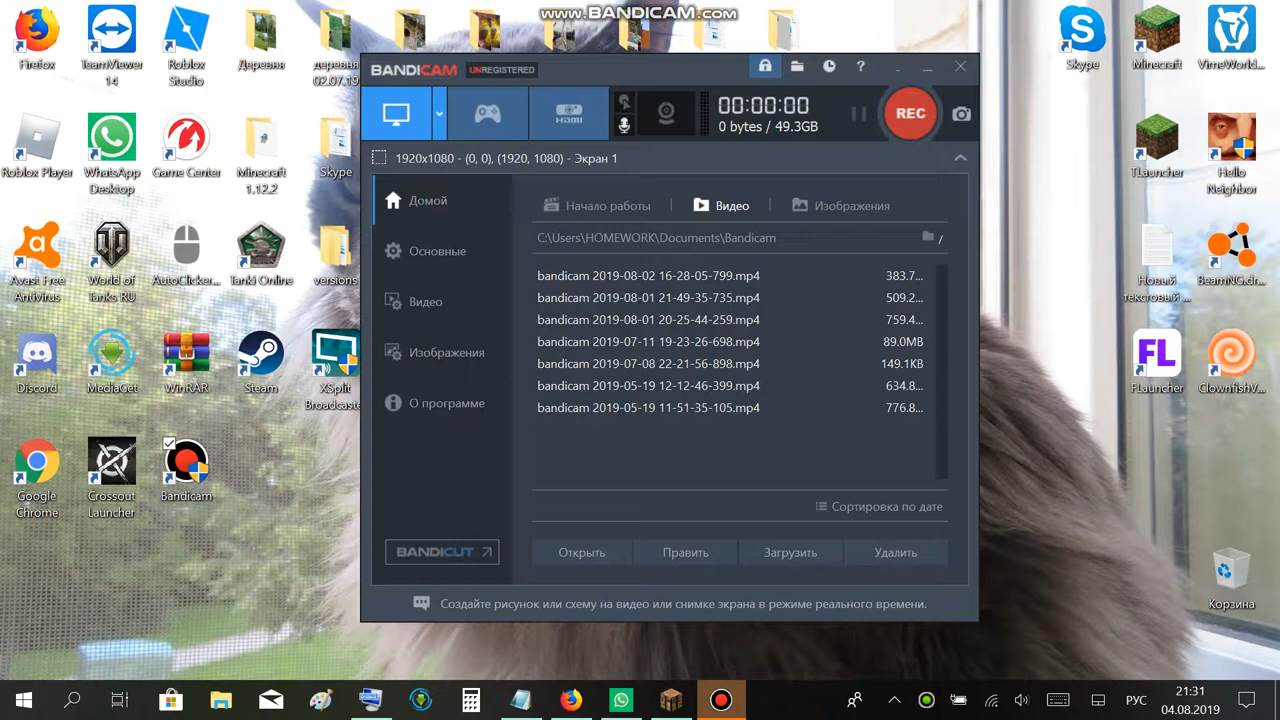 www.BANDICAM.com
Firefox
TeamViewer
14
Roblox
Studio
Деревня
деревня
02.07.19
Skype
Minecraft
VimeWorld...
Roblox Player
WhatsApp
Desktop
Game Center
Minecraft
1.12.2
Skype
TLauncher
Hello
Neighbor
Avast Free
Antivirus
World of
Tanks RU
AutoClicker...
Tanki Online
versions
Новый
текстовый ...
BeamNG.dr...
Discord
MediaGet
WinRAR
Steam
XSplit
Broadcaste
FL
FLauncher
ClownfishV...
Google
Chrome
Crossout
Launcher
Bandicam
Корзина
BANDICAM UNREGISTERED
?
HDMI
00:00:00
0 bytes / 49.3GB
REC
1920x1080 - (0, 0), (1920, 1080) - Экран 1
Домой
Основные
Видео
Изображения
О программе
BANDICUT
Начало работы
Видео
Изображения
C:\Users\HOMEWORK\Documents\Bandicam
/
bandicam 2019-08-02 16-28-05-799.mp4 383.7...
bandicam 2019-08-01 21-49-35-735.mp4 509.2...
bandicam 2019-08-01 20-25-44-259.mp4 759.4...
bandicam 2019-07-11 19-23-26-698.mp4 89.0MB
bandicam 2019-07-08 22-21-56-898.mp4 149.1KB
bandicam 2019-05-19 12-12-46-399.mp4 634.8...
bandicam 2019-05-19 11-51-35-105.mp4 776.8...
Сортировка по дате
Открыть Править Загрузить Удалить
Создайте рисунок или схему на видео или снимке экрана в режиме реального времени.
РУС
21:31
04.08.2019